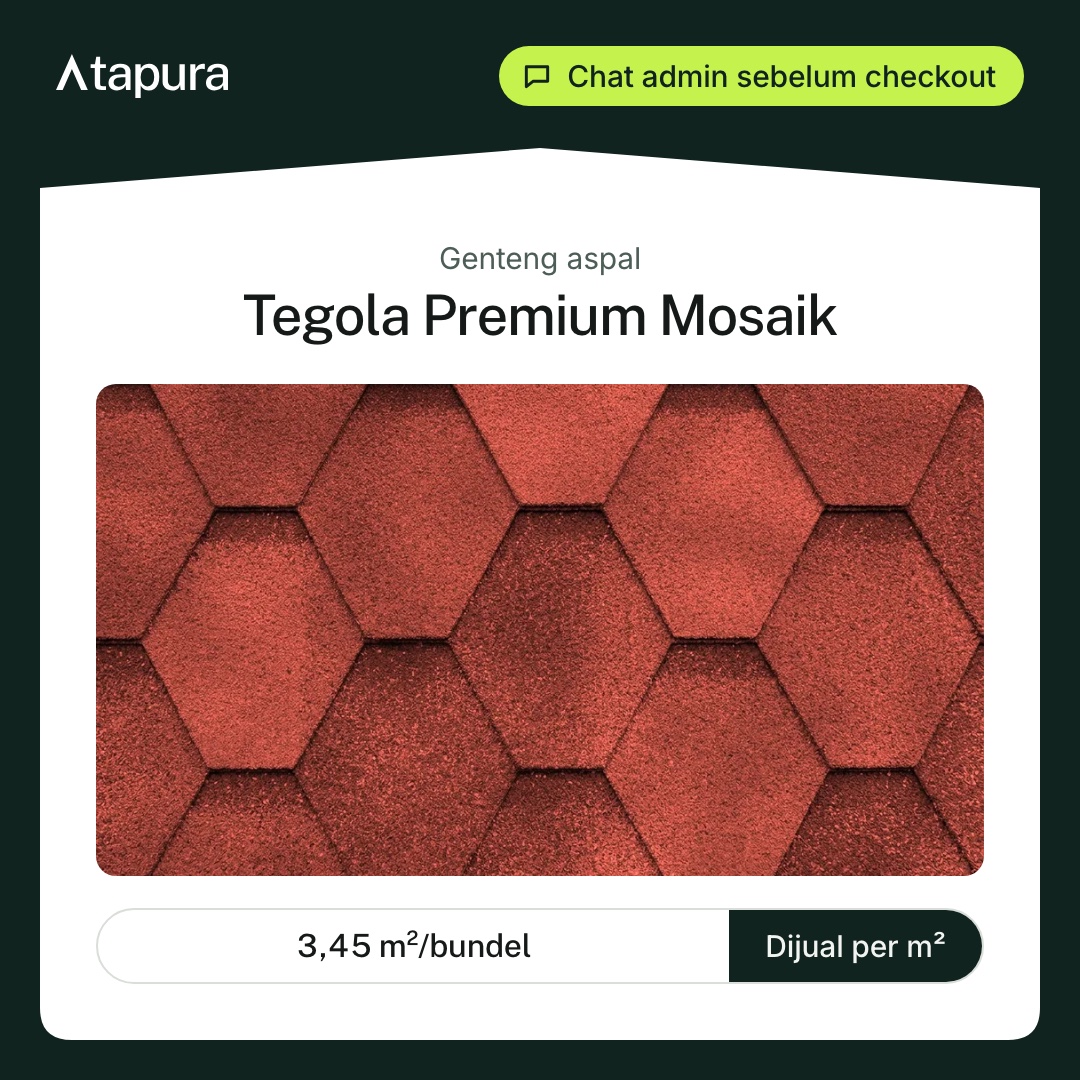 Atapura
Chat admin sebelum checkout
Genteng aspal
Tegola Premium Mosaik
3,45 m²/bundel
Dijual per m²